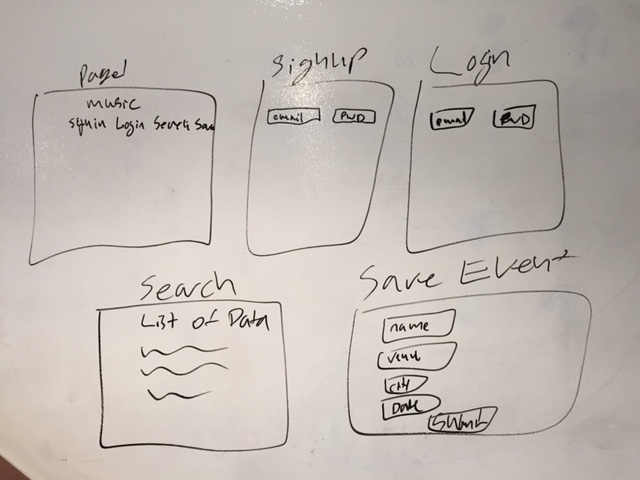 Page1
music
Signin Login Search Save
SignUp
email PWD
Login
email PWD
Search
List of Data
Save Event
name
venu
city
Date
Submit